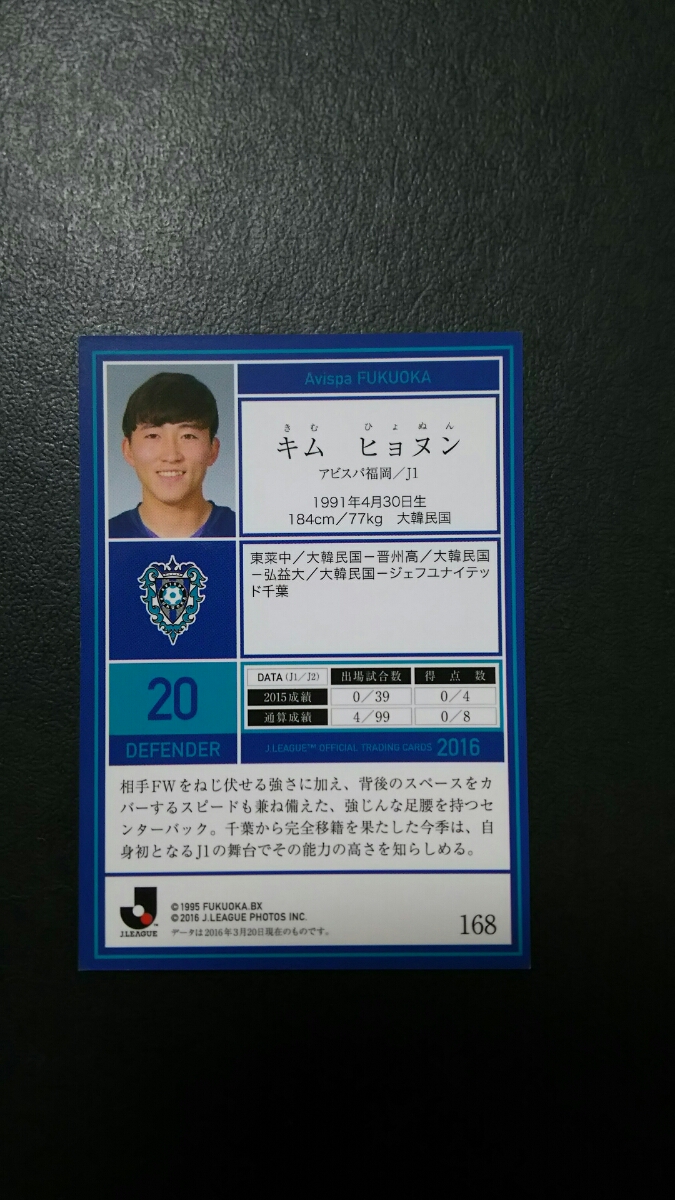 Avispa FUKUOKA
きむ ひょぬん
キム ヒョヌン
アビスパ福岡／J1
1991年4月30日生
184cm／77kg 大韓民国
東莱中／大韓民国－晋州高／大韓民国
－弘益大／大韓民国－ジェフユナイテッ
ド千葉
20
DEFENDER
DATA (J1／J2) 出場試合数 得点数
2015成績 0／39 0／4
通算成績 4／99 0／8
J.LEAGUE™ OFFICIAL TRADING CARDS 2016
相手FWをねじ伏せる強さに加え、背後のスペースをカ
バーするスピードも兼ね備えた、強じんな足腰を持つセ
ンターバック。千葉から完全移籍を果たした今季は、自
身初となるJ1の舞台でその能力の高さを知らしめる。
J.LEAGUE™
©1995 FUKUOKA.BX
©2016 J.LEAGUE PHOTOS INC.
データは2016年3月20日現在のものです。
168